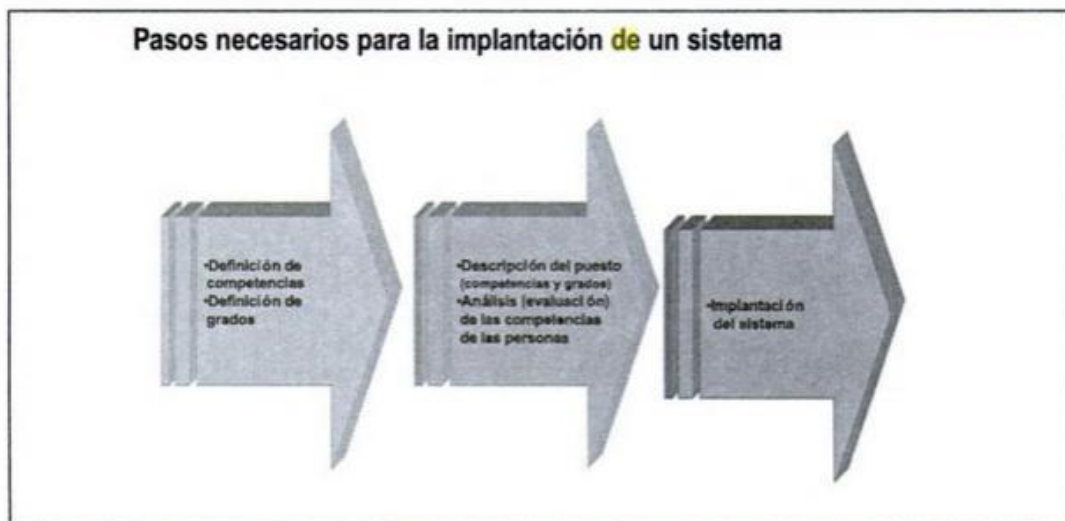 Pasos necesarios para la implantación de un sistema
•Definición de
competencias
•Definición de
grados
•Descripción del puesto
(competencias y grados)
•Análisis (evaluación)
de las competencias
de las personas
•Implantación
del sistema